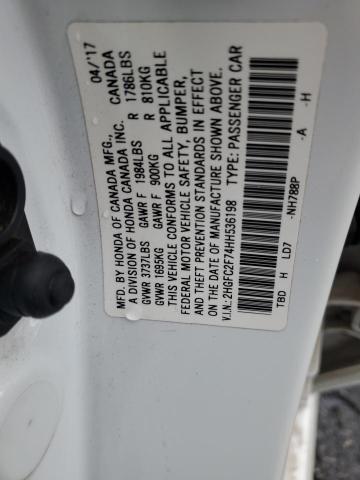 MFD. BY HONDA OF CANADA MFG., 04/'17
A DIVISION OF HONDA CANADA INC. CANADA
GVWR 3737LBS GAWR F 1984LBS R 1786LBS
GVWR 1695KG GAWR F 900KG R 810KG
THIS VEHICLE CONFORMS TO ALL APPLICABLE
FEDERAL MOTOR VEHICLE SAFETY, BUMPER,
AND THEFT PREVENTION STANDARDS IN EFFECT
ON THE DATE OF MANUFACTURE SHOWN ABOVE.
V.I.N.: 2HGFC2F74HH536198 TYPE: PASSENGER CAR
TBD H LD7 -NH788P -A -H